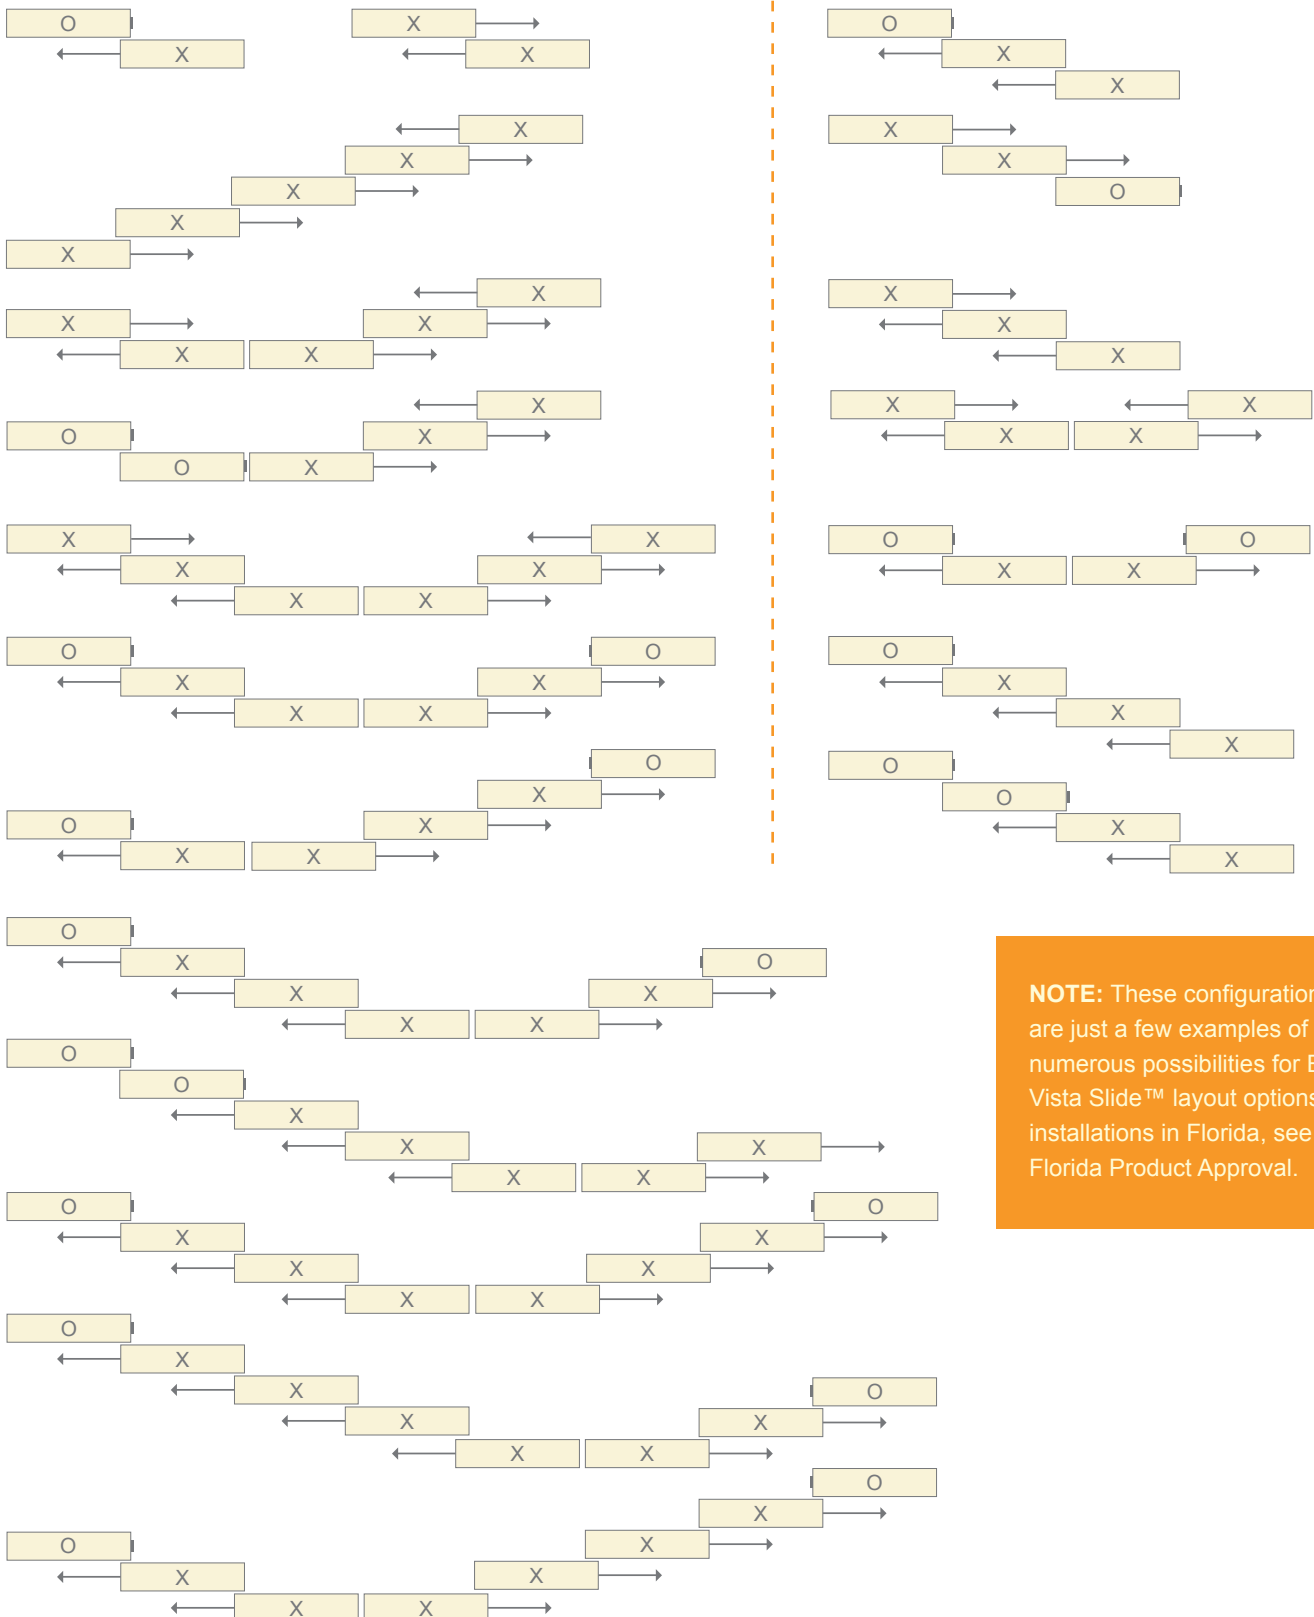 O
X
X
X
X
X
X
X
X
X
X
X
X
X
O
O
X
X
X
X
X
X
X
X
X
O
X
X
X
X
O
O
X
X
X
X
O
O
X
X
X
O
X
X
O
X
X
X
X
X
X
X
X
X
O
X
X
O
O
X
X
X
O
O
X
X
O
X
X
X
X
X
O
O
O
X
X
X
X
X
O
X
X
X
X
X
X
O
O
X
X
X
X
X
X
O
O
X
X
X
X
X
O
NOTE: These configuration
are just a few examples of
numerous possibilities for
Vista Slide™ layout options
installations in Florida, see
Florida Product Approval.